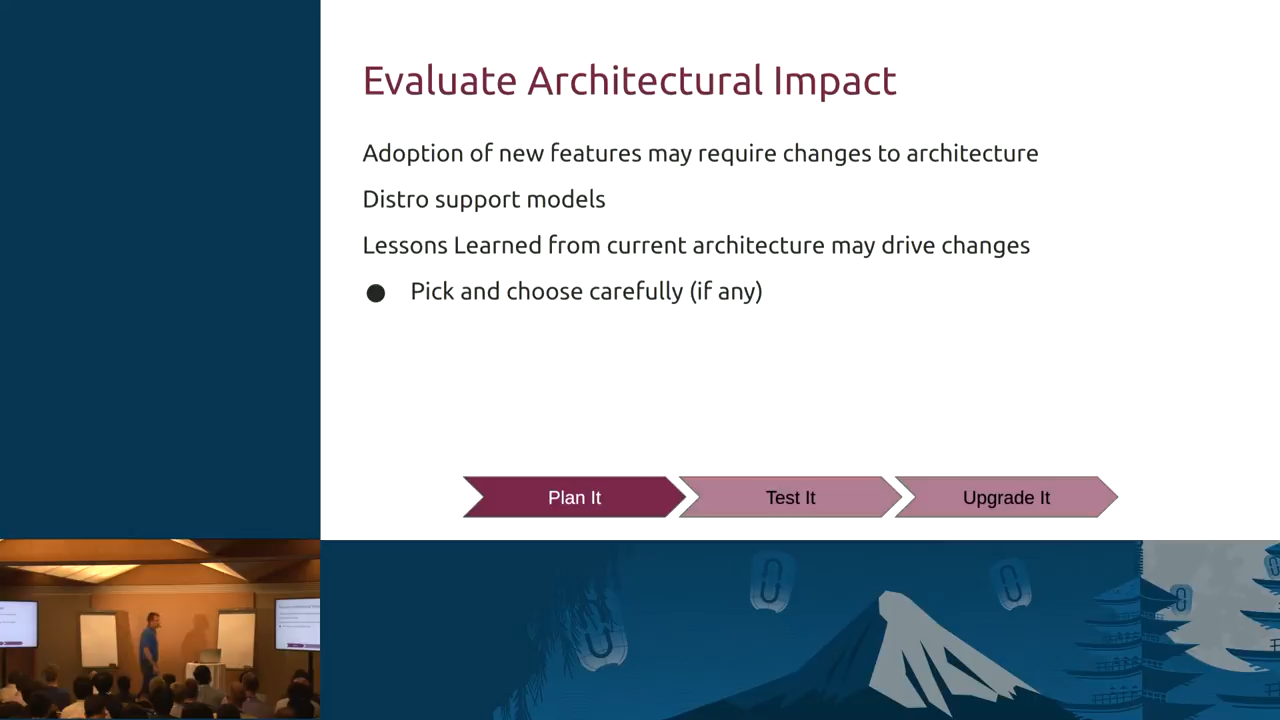 Evaluate Architectural Impact
Adoption of new features may require changes to architecture
Distro support models
Lessons Learned from current architecture may drive changes
● Pick and choose carefully (if any)
Plan It
Test It
Upgrade It